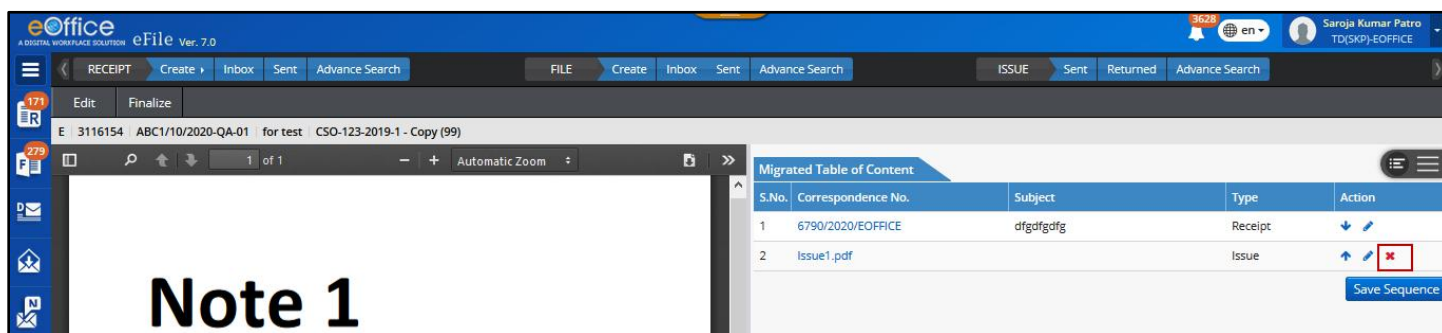 eOffice
A DIGITAL WORKPLACE SOLUTION eFile Ver. 7.0
3628 en Saroja Kumar Patro
TD(SKP)-EOFFICE
RECEIPT Create Inbox Sent Advance Search FILE Create Inbox Sent Advance Search ISSUE Sent Returned Advance Search
171 R Edit Finalize
E 3116154 ABC1/10/2020-QA-01 for test CSO-123-2019-1 - Copy (99)
279 F 1 of 1 Automatic Zoom
Migrated Table of Content
S.No. Correspondence No. Subject Type Action
1 6790/2020/EOFFICE dfgdfgdfg Receipt
2 Issue1.pdf Issue
Save Sequence
D
N
Note 1